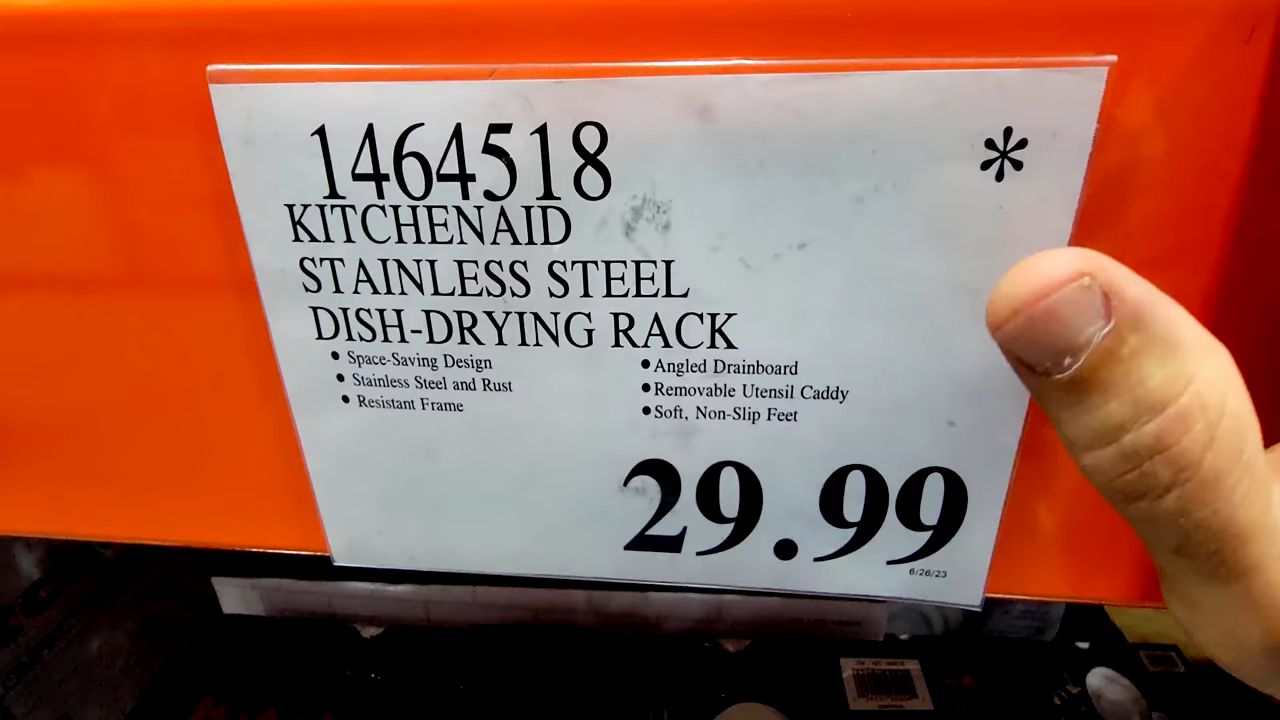 1464518
*
KITCHENAID
STAINLESS STEEL
DISH-DRYING RACK
● Space-Saving Design
● Stainless Steel and Rust
● Resistant Frame
● Angled Drainboard
● Removable Utensil Caddy
● Soft, Non-Slip Feet
29.99
6/26/23